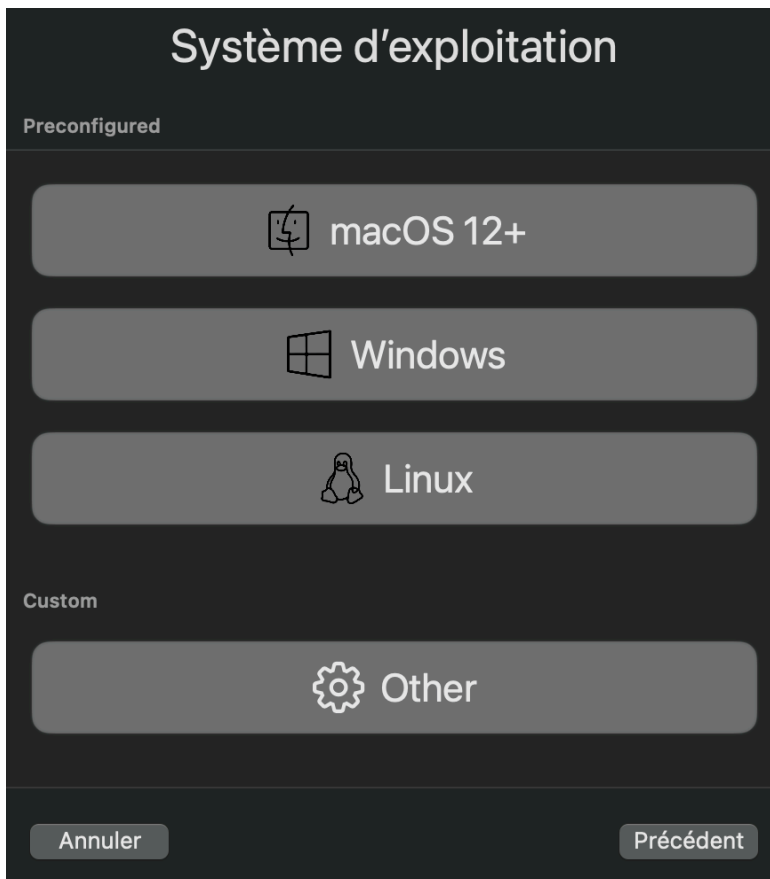 Système d’exploitation
Preconfigured
macOS 12+
Windows
Linux
Custom
Other
Annuler
Précédent